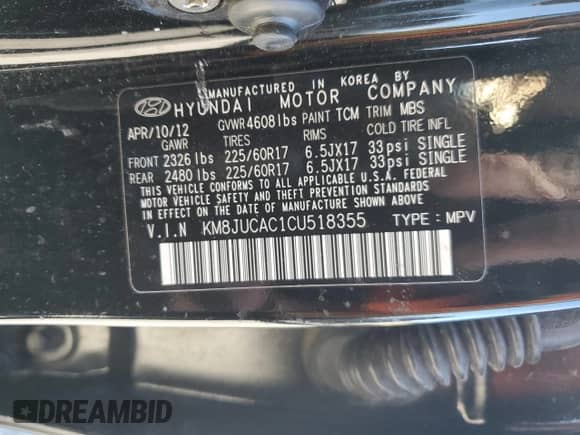 MANUFACTURED IN KOREA BY
HYUNDAI MOTOR COMPANY
APR/10/12 GVWR 4608lbs PAINT TCM TRIM MBS
GAWR TIRES RIMS COLD TIRE INFL.
FRONT 2326 lbs 225/60R17 6.5JX17 33psi SINGLE
REAR 2480 lbs 225/60R17 6.5JX17 33psi SINGLE
THIS VEHICLE CONFORMS TO ALL APPLICABLE U.S.A. FEDERAL
MOTOR VEHICLE SAFETY, BUMPER, AND THEFT PREVENTION STANDARDS
IN EFFECT ON THE DATE OF MANUFACTURE SHOWN ABOVE.
V.I.N KM8JUCAC1CU518355 TYPE : MPV
DREAMBID